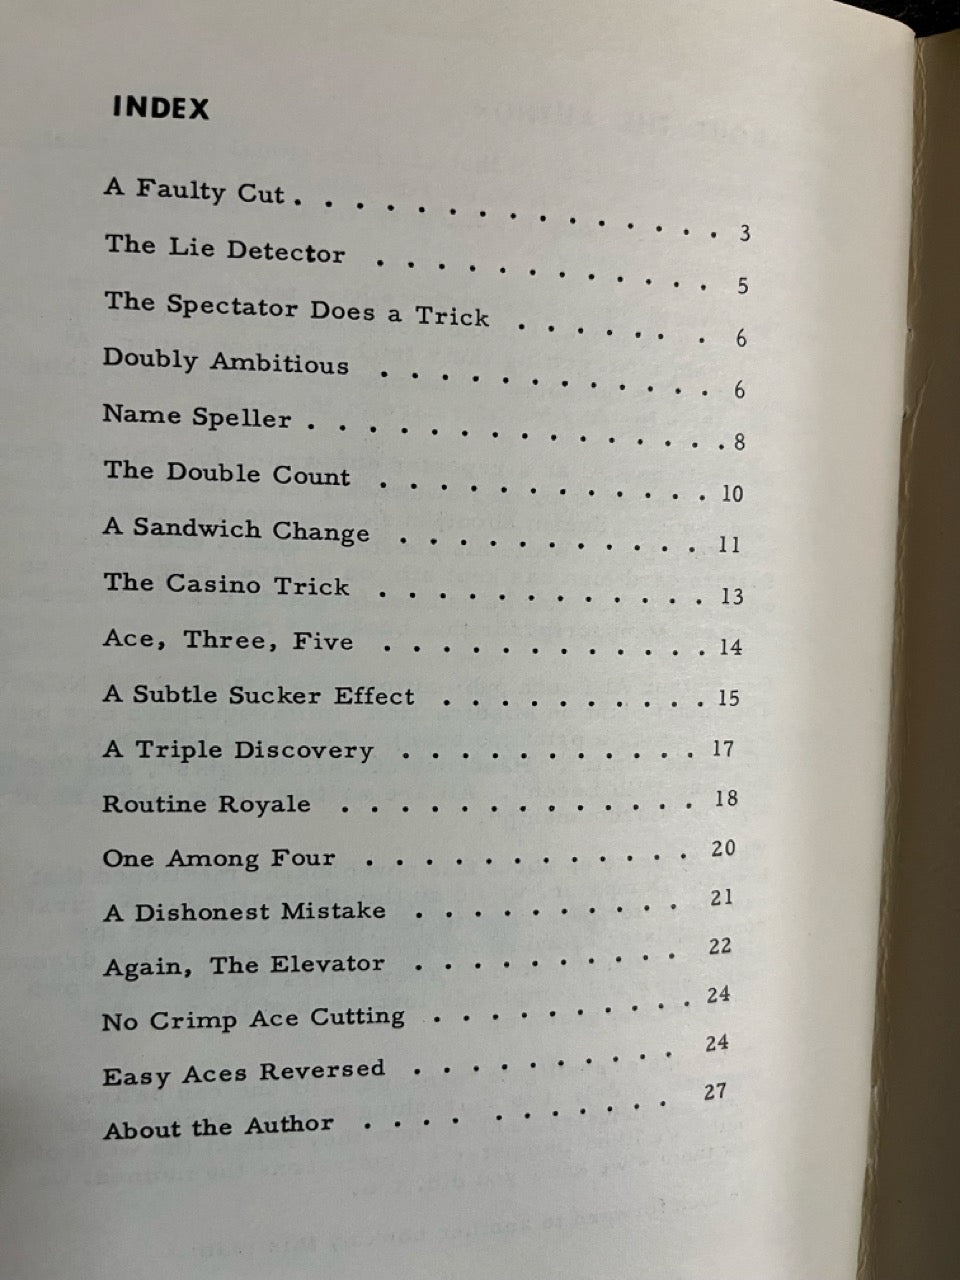 INDEX
A Faulty Cut . . . . . . . . . . . . . . . 3
The Lie Detector . . . . . . . . . . . . 5
The Spectator Does a Trick . . . . . . . 6
Doubly Ambitious . . . . . . . . . . . . 6
Name Speller . . . . . . . . . . . . . . 8
The Double Count . . . . . . . . . . . . 10
A Sandwich Change . . . . . . . . . . . 11
The Casino Trick . . . . . . . . . . . . 13
Ace, Three, Five . . . . . . . . . . . . 14
A Subtle Sucker Effect . . . . . . . . . . 15
A Triple Discovery . . . . . . . . . . . 17
Routine Royale . . . . . . . . . . . . . 18
One Among Four . . . . . . . . . . . . 20
A Dishonest Mistake . . . . . . . . . . 21
Again, The Elevator . . . . . . . . . . 22
No Crimp Ace Cutting . . . . . . . . . . 24
Easy Aces Reversed . . . . . . . . . . 24
About the Author . . . . . . . . . . . 27